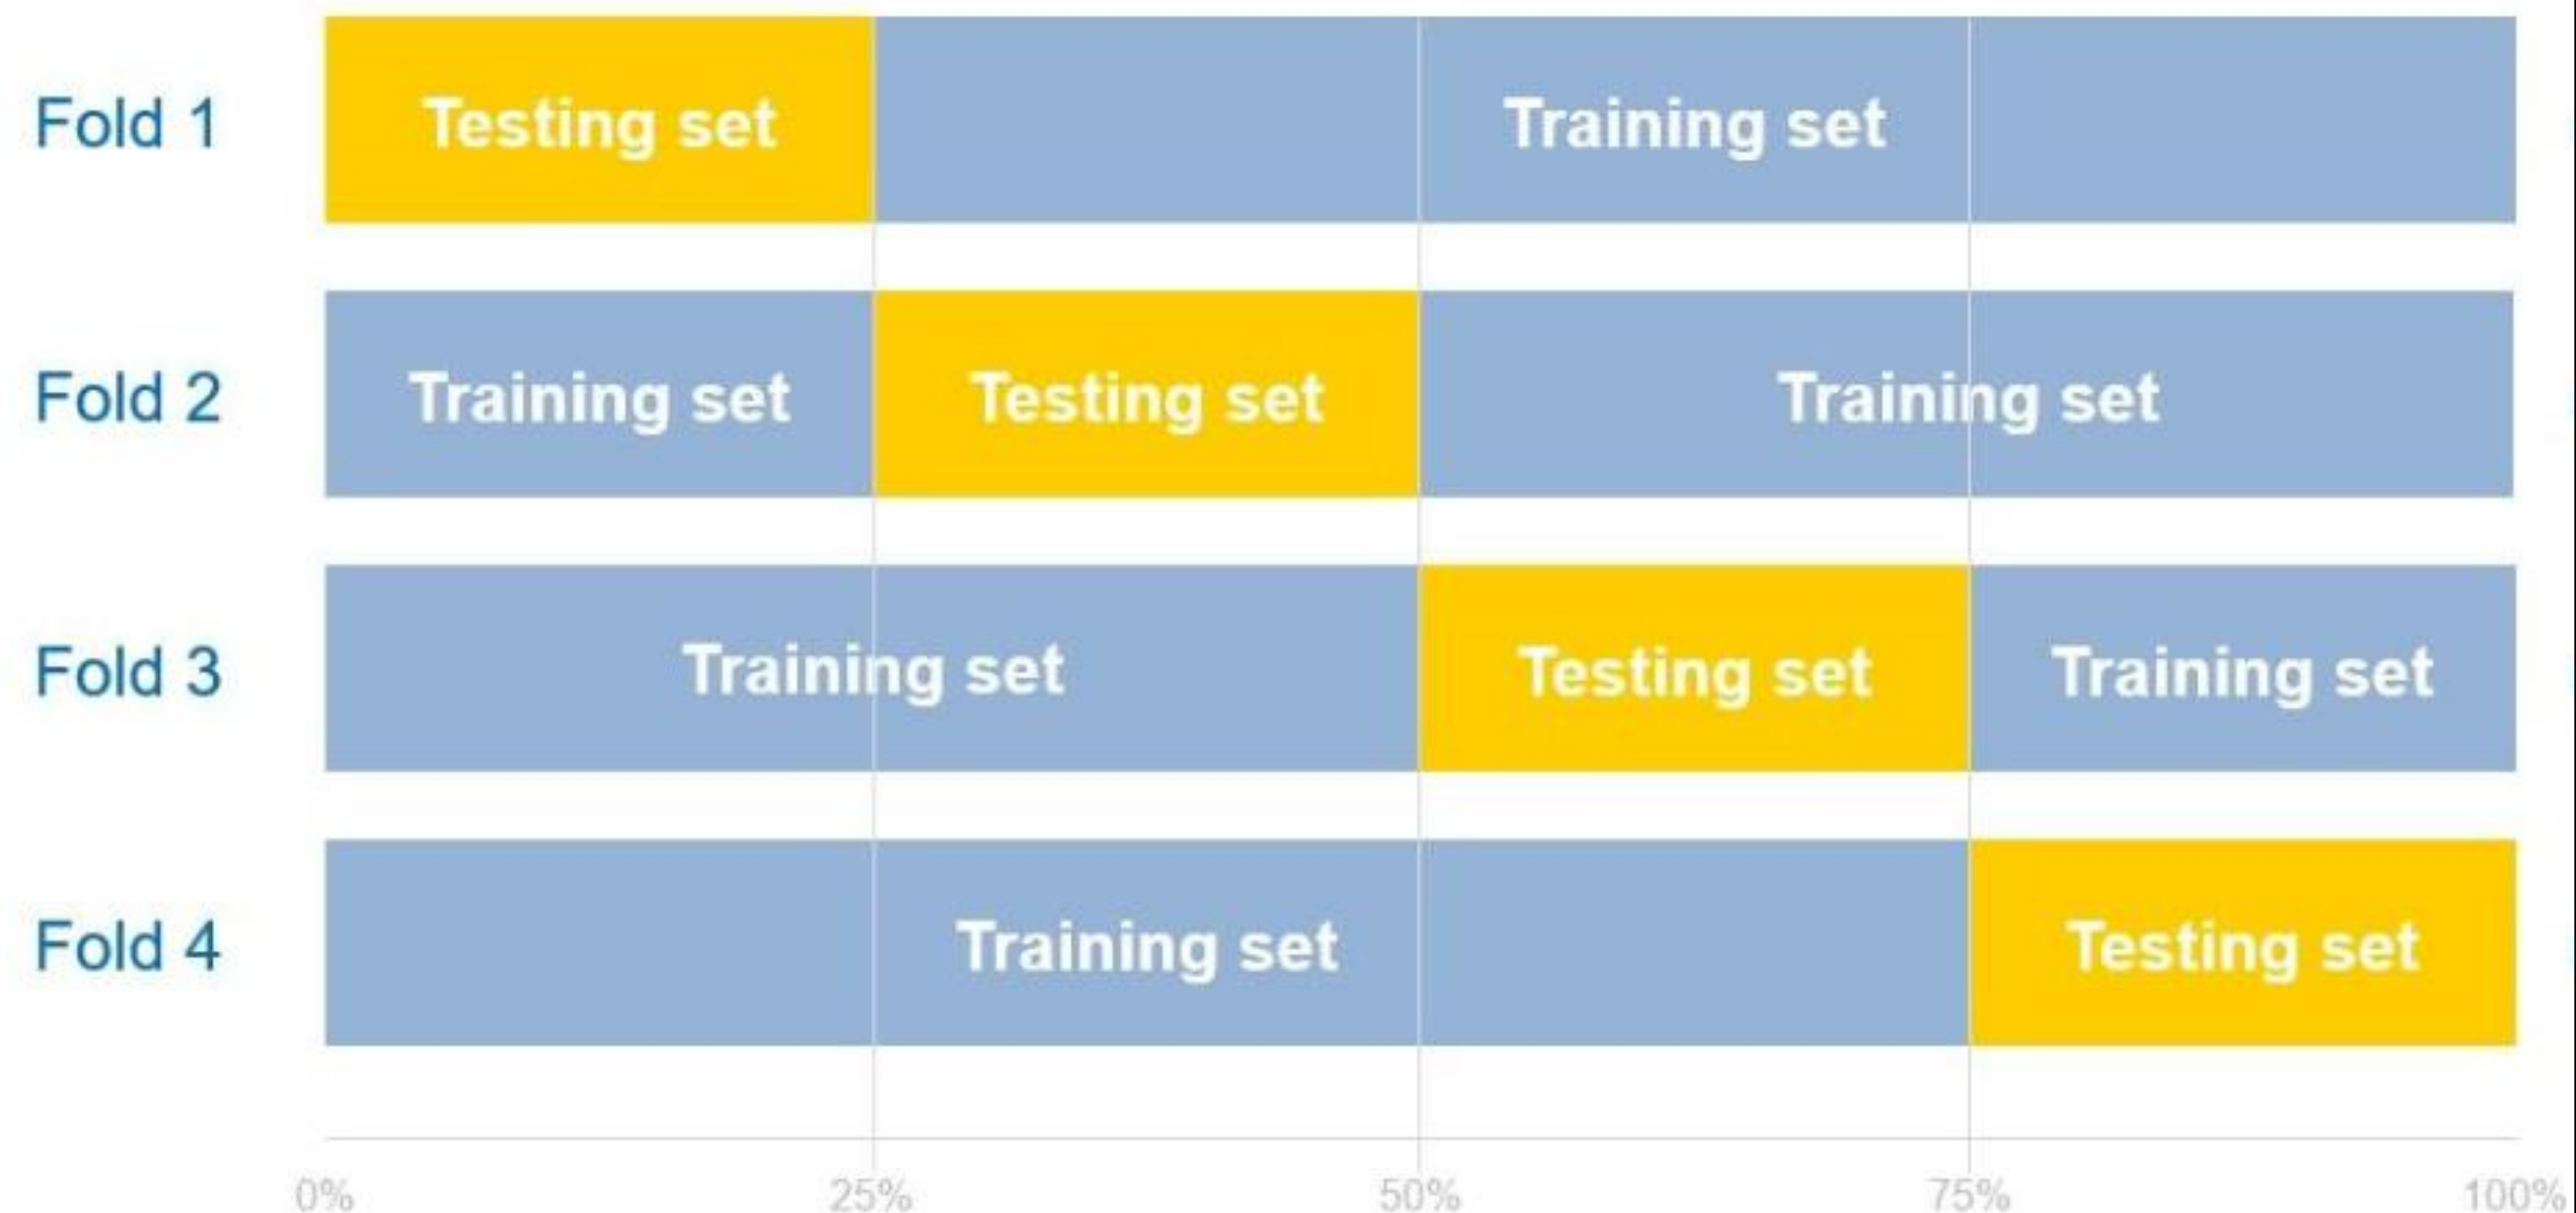 Fold 1
Testing set
Training set
Fold 2
Training set
Testing set
Training set
Fold 3
Training set
Testing set
Training set
Fold 4
Training set
Testing set
0%
25%
50%
75%
100%